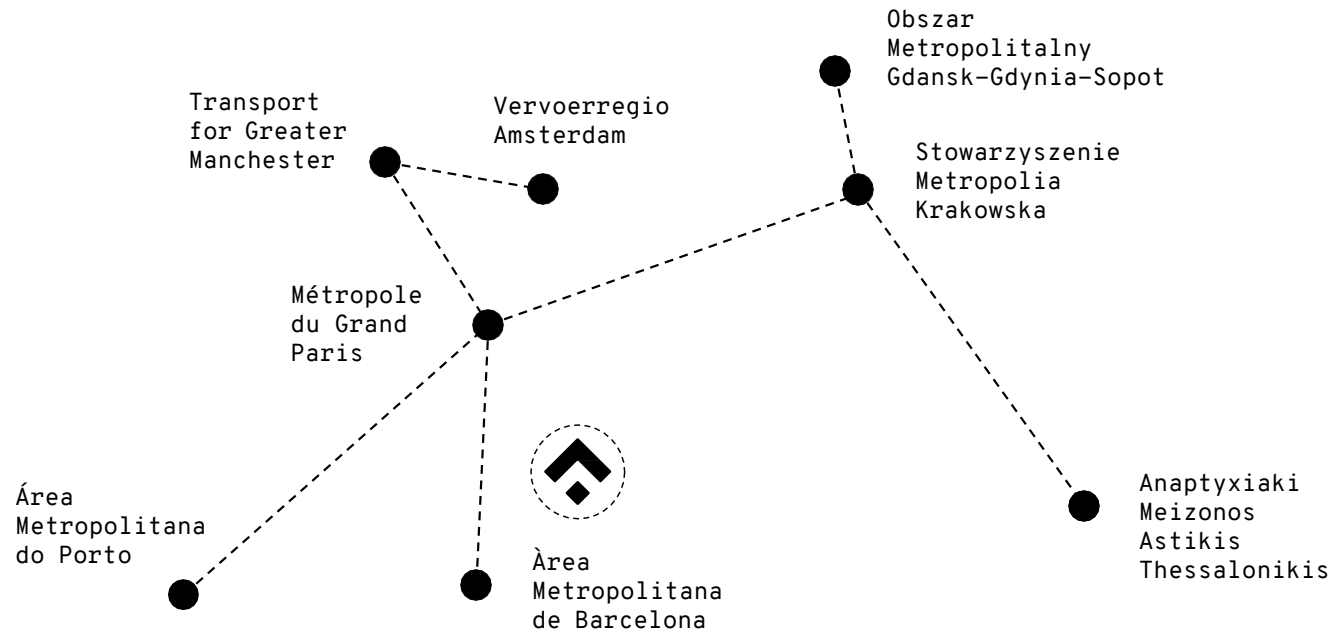 Obszar
Metropolitalny
Gdansk-Gdynia-Sopot
Transport
for Greater
Manchester
Vervoerregio
Amsterdam
Stowarzyszenie
Metropolia
Krakowska
Métropole
du Grand
Paris
Área
Metropolitana
do Porto
Àrea
Metropolitana
de Barcelona
Anaptyxiaki
Meizonos
Astikis
Thessalonikis